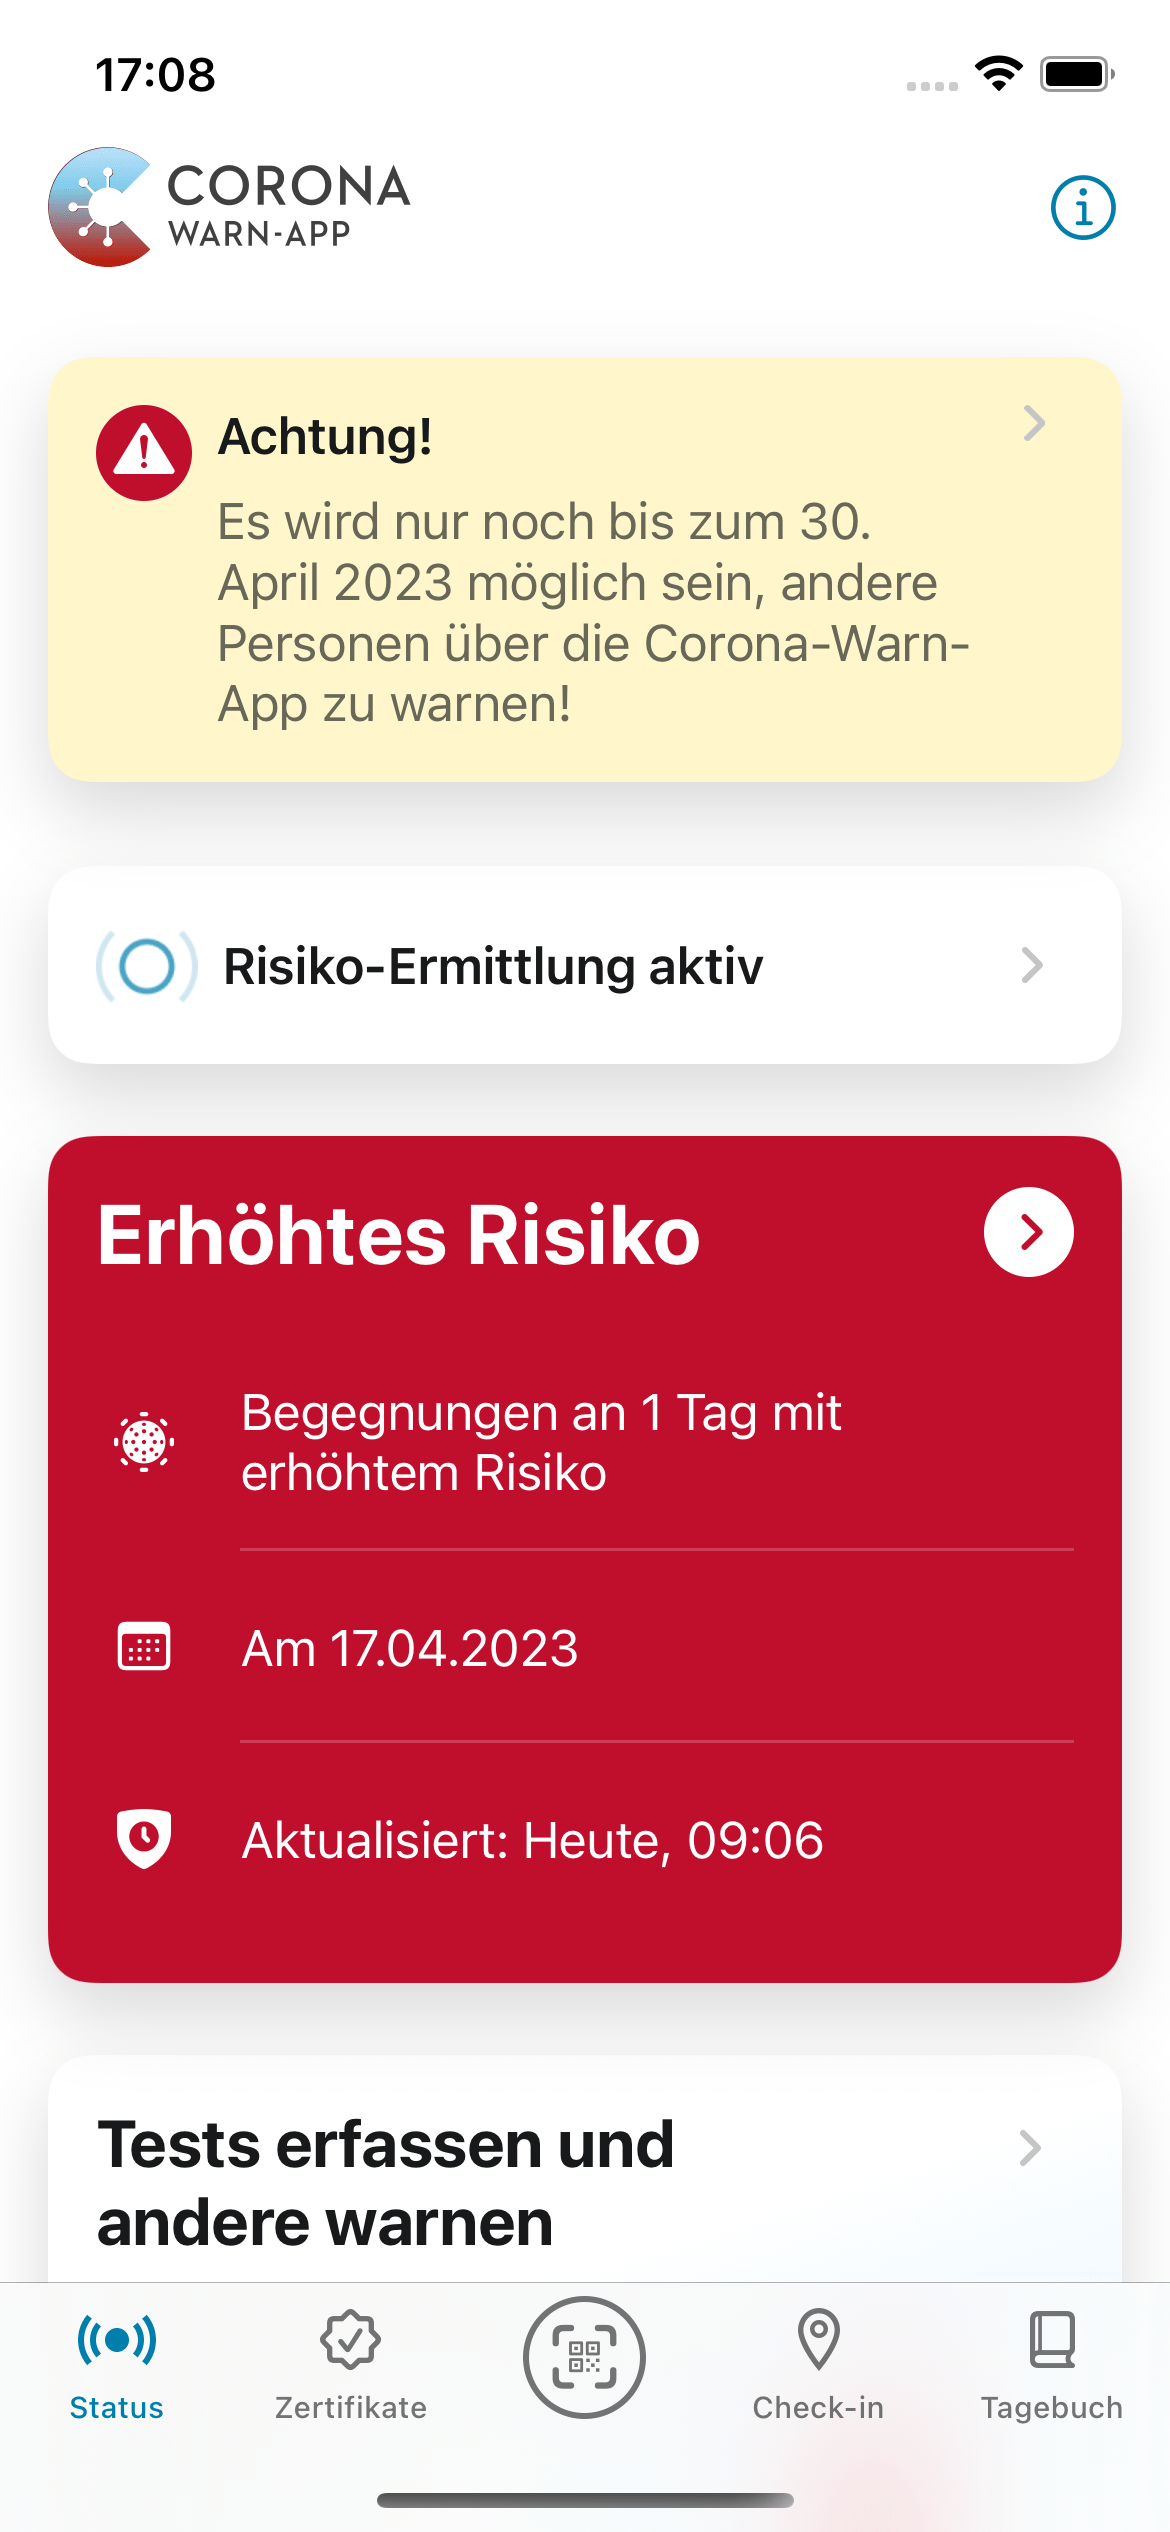 17:08
CORONA
WARN-APP
Achtung!
Es wird nur noch bis zum 30.
April 2023 möglich sein, andere
Personen über die Corona-Warn-
App zu warnen!
Risiko-Ermittlung aktiv
Erhöhtes Risiko
Begegnungen an 1 Tag mit
erhöhtem Risiko
Am 17.04.2023
Aktualisiert: Heute, 09:06
Tests erfassen und
andere warnen
Status
Zertifikate
Check-in
Tagebuch